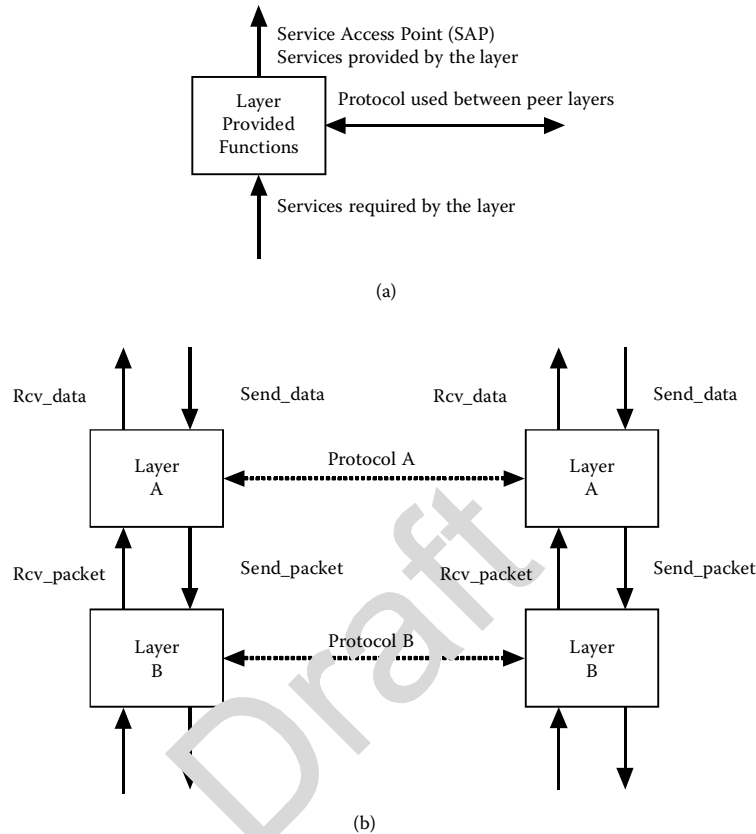 Service Access Point (SAP)
Services provided by the layer
Layer
Provided
Functions
Protocol used between peer layers
Services required by the layer
(a)
Rcv_data
Send_data
Rcv_data
Send_data
Layer
A
Protocol A
Layer
A
Rcv_packet
Send_packet
Rcv_packet
Send_packet
Layer
B
Protocol B
Layer
B
Draft
(b)